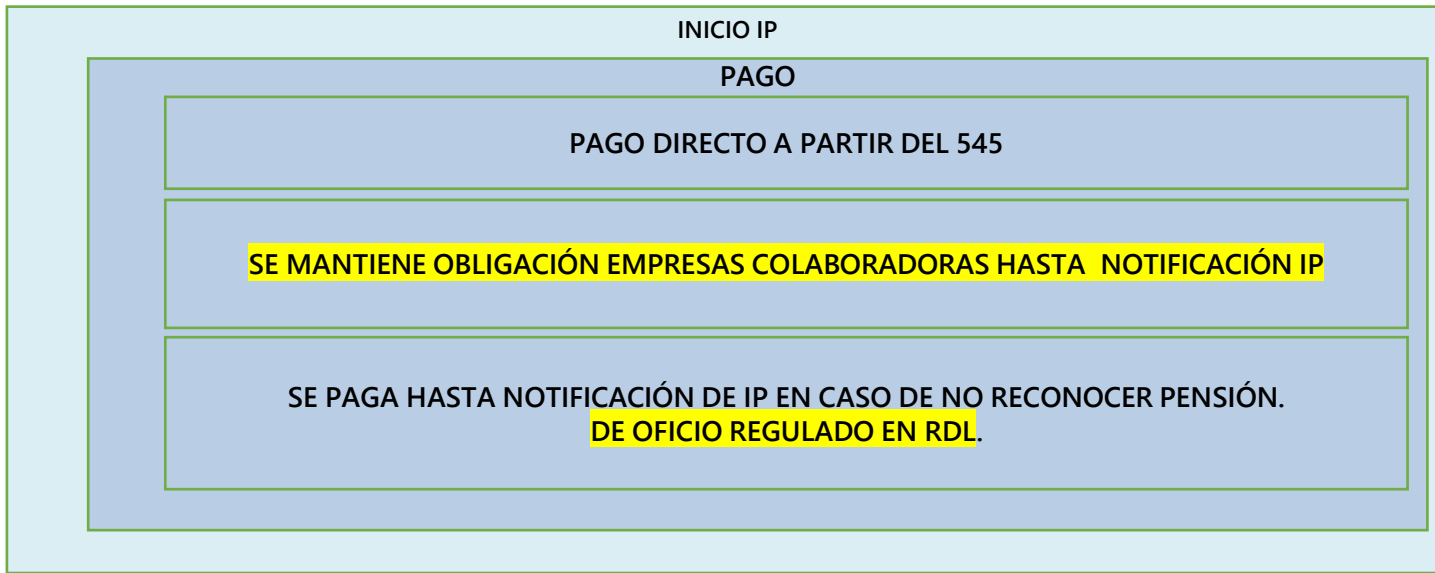 INICIO IP
PAGO
PAGO DIRECTO A PARTIR DEL 545
SE MANTIENE OBLIGACIÓN EMPRESAS COLABORADORAS HASTA NOTIFICACIÓN IP
SE PAGA HASTA NOTIFICACIÓN DE IP EN CASO DE NO RECONOCER PENSIÓN.
DE OFICIO REGULADO EN RDL.